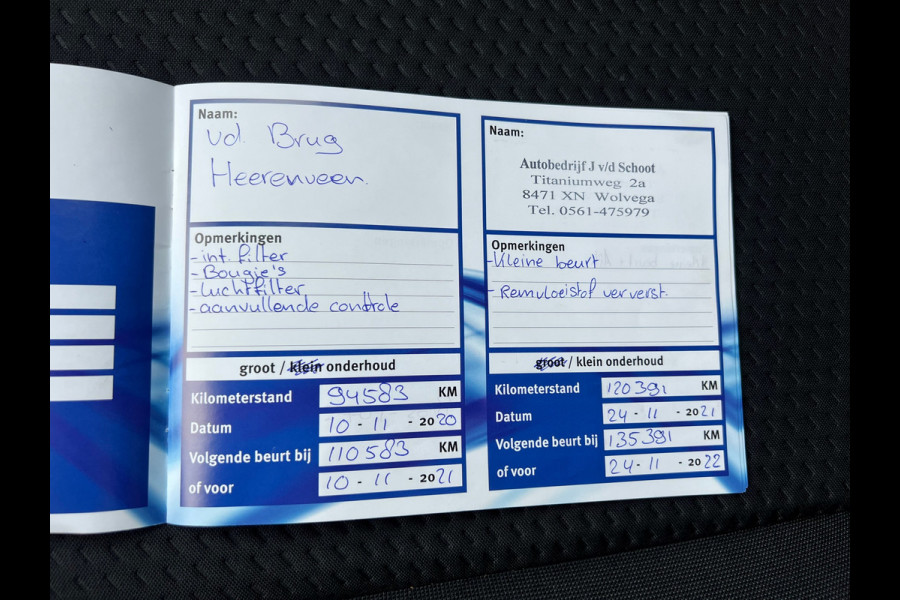 Naam:
vd. Brug
Heerenveen.
Opmerkingen
- int. filter
- Bougie's
- Luchtfilter
- aanvullende controle
groot / klein onderhoud
Kilometerstand 94583 KM
Datum 10 - 11 - 2020
Volgende beurt bij 110583 KM
of voor 10 - 11 - 2021
Naam:
Autobedrijf J v/d Schoot
Titaniumweg 2a
8471 XN Wolvega
Tel. 0561-475979
Opmerkingen
- Kleine beurt
- Remvloeistof ververst.
groot / klein onderhoud
Kilometerstand 120391 KM
Datum 24 - 11 - 2021
Volgende beurt bij 135391 KM
of voor 24 - 11 - 2022